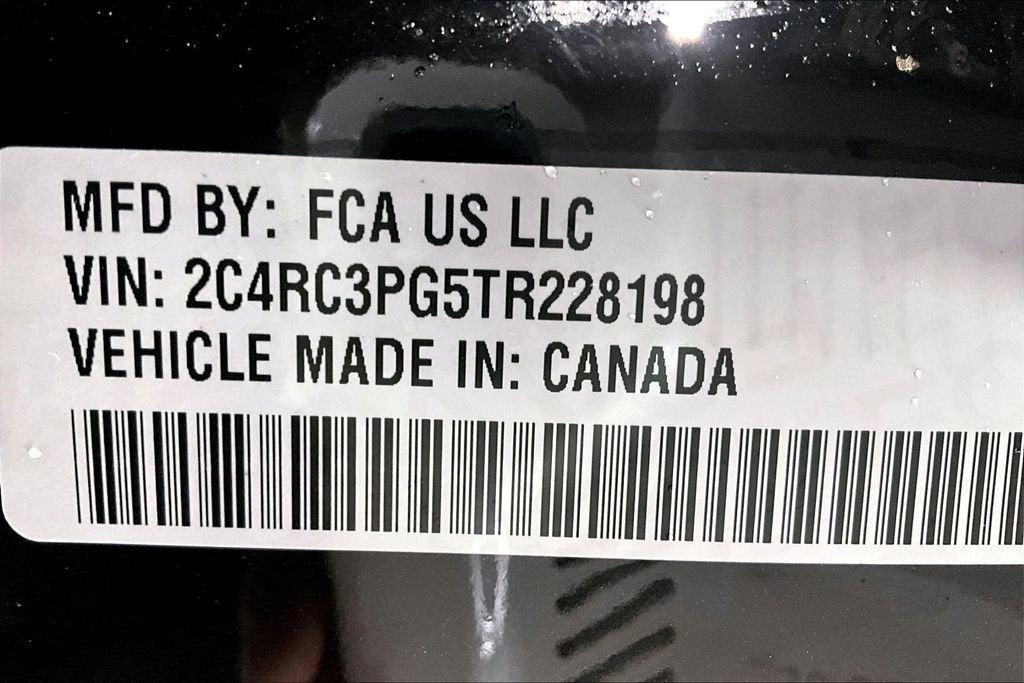 MFD BY: FCA US LLC
VIN: 2C4RC3PG5TR228198
VEHICLE MADE IN: CANADA